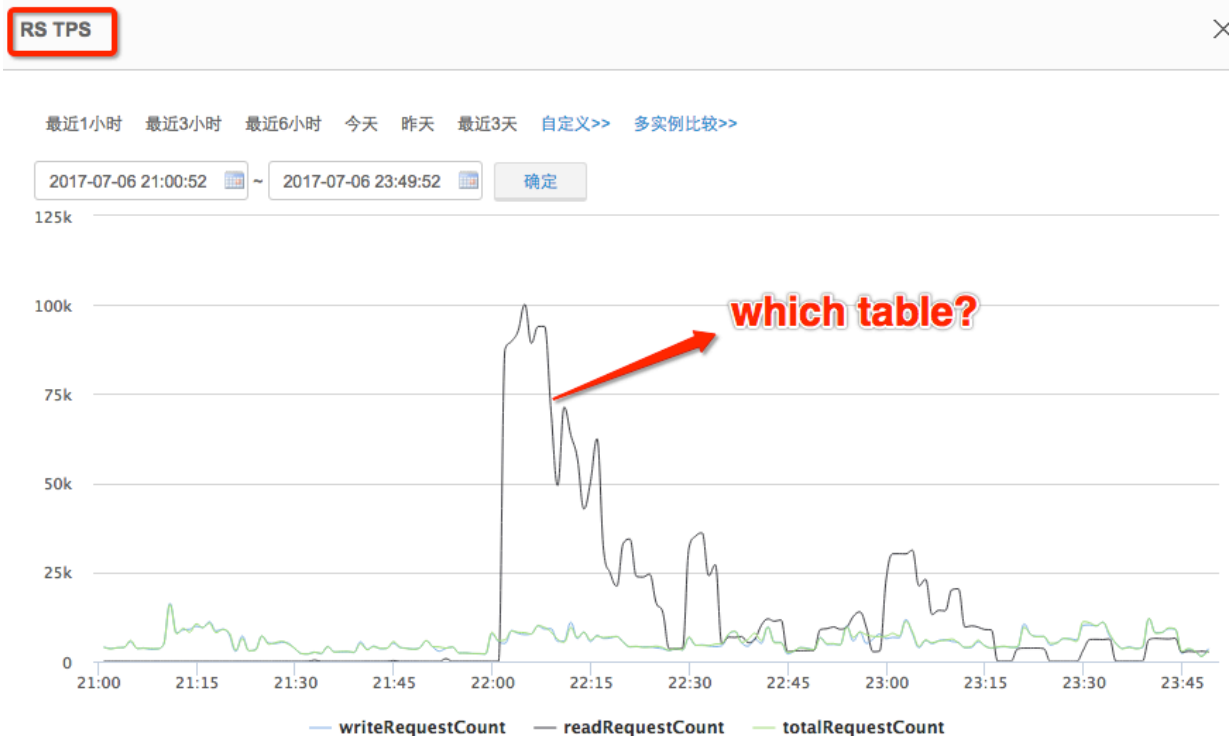 RS TPS
最近1小时 最近3小时 最近6小时 今天 昨天 最近3天 自定义>> 多实例比较>>
2017-07-06 21:00:52 ~ 2017-07-06 23:49:52 确定
125k
100k
which table?
75k
50k
25k
0
21:00 21:15 21:30 21:45 22:00 22:15 22:30 22:45 23:00 23:15 23:30 23:45
writeRequestCount readRequestCount totalRequestCount